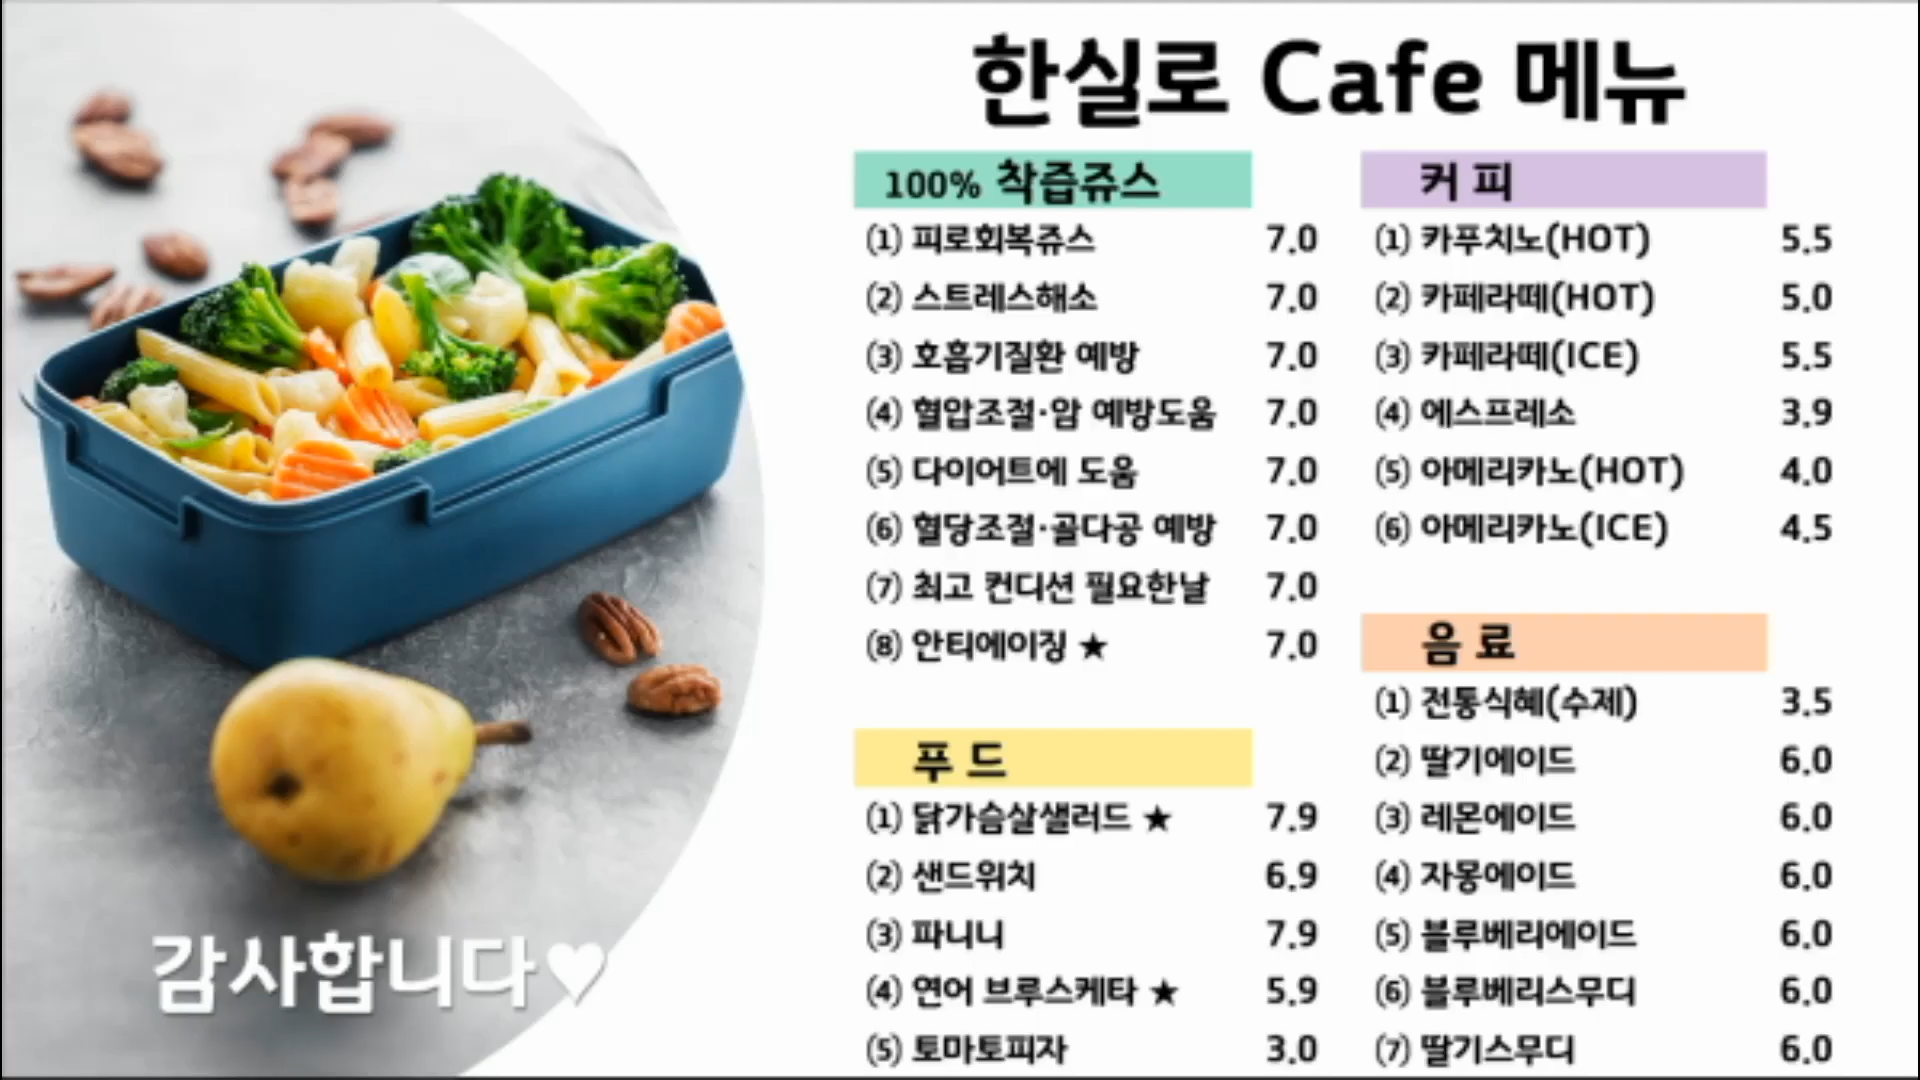 한실로 Cafe 메뉴
100% 착즙쥬스
(1) 피로회복쥬스 7.0
(2) 스트레스해소 7.0
(3) 호흡기질환 예방 7.0
(4) 혈압조절·암 예방도움 7.0
(5) 다이어트에 도움 7.0
(6) 혈당조절·골다공 예방 7.0
(7) 최고 컨디션 필요한날 7.0
(8) 안티에이징 ★ 7.0
푸 드
(1) 닭가슴살샐러드 ★ 7.9
(2) 샌드위치 6.9
(3) 파니니 7.9
(4) 연어 브루스케타 ★ 5.9
(5) 토마토피자 3.0
커 피
(1) 카푸치노(HOT) 5.5
(2) 카페라떼(HOT) 5.0
(3) 카페라떼(ICE) 5.5
(4) 에스프레소 3.9
(5) 아메리카노(HOT) 4.0
(6) 아메리카노(ICE) 4.5
음 료
(1) 전통식혜(수제) 3.5
(2) 딸기에이드 6.0
(3) 레몬에이드 6.0
(4) 자몽에이드 6.0
(5) 블루베리에이드 6.0
(6) 블루베리스무디 6.0
(7) 딸기스무디 6.0
감사합니다♥